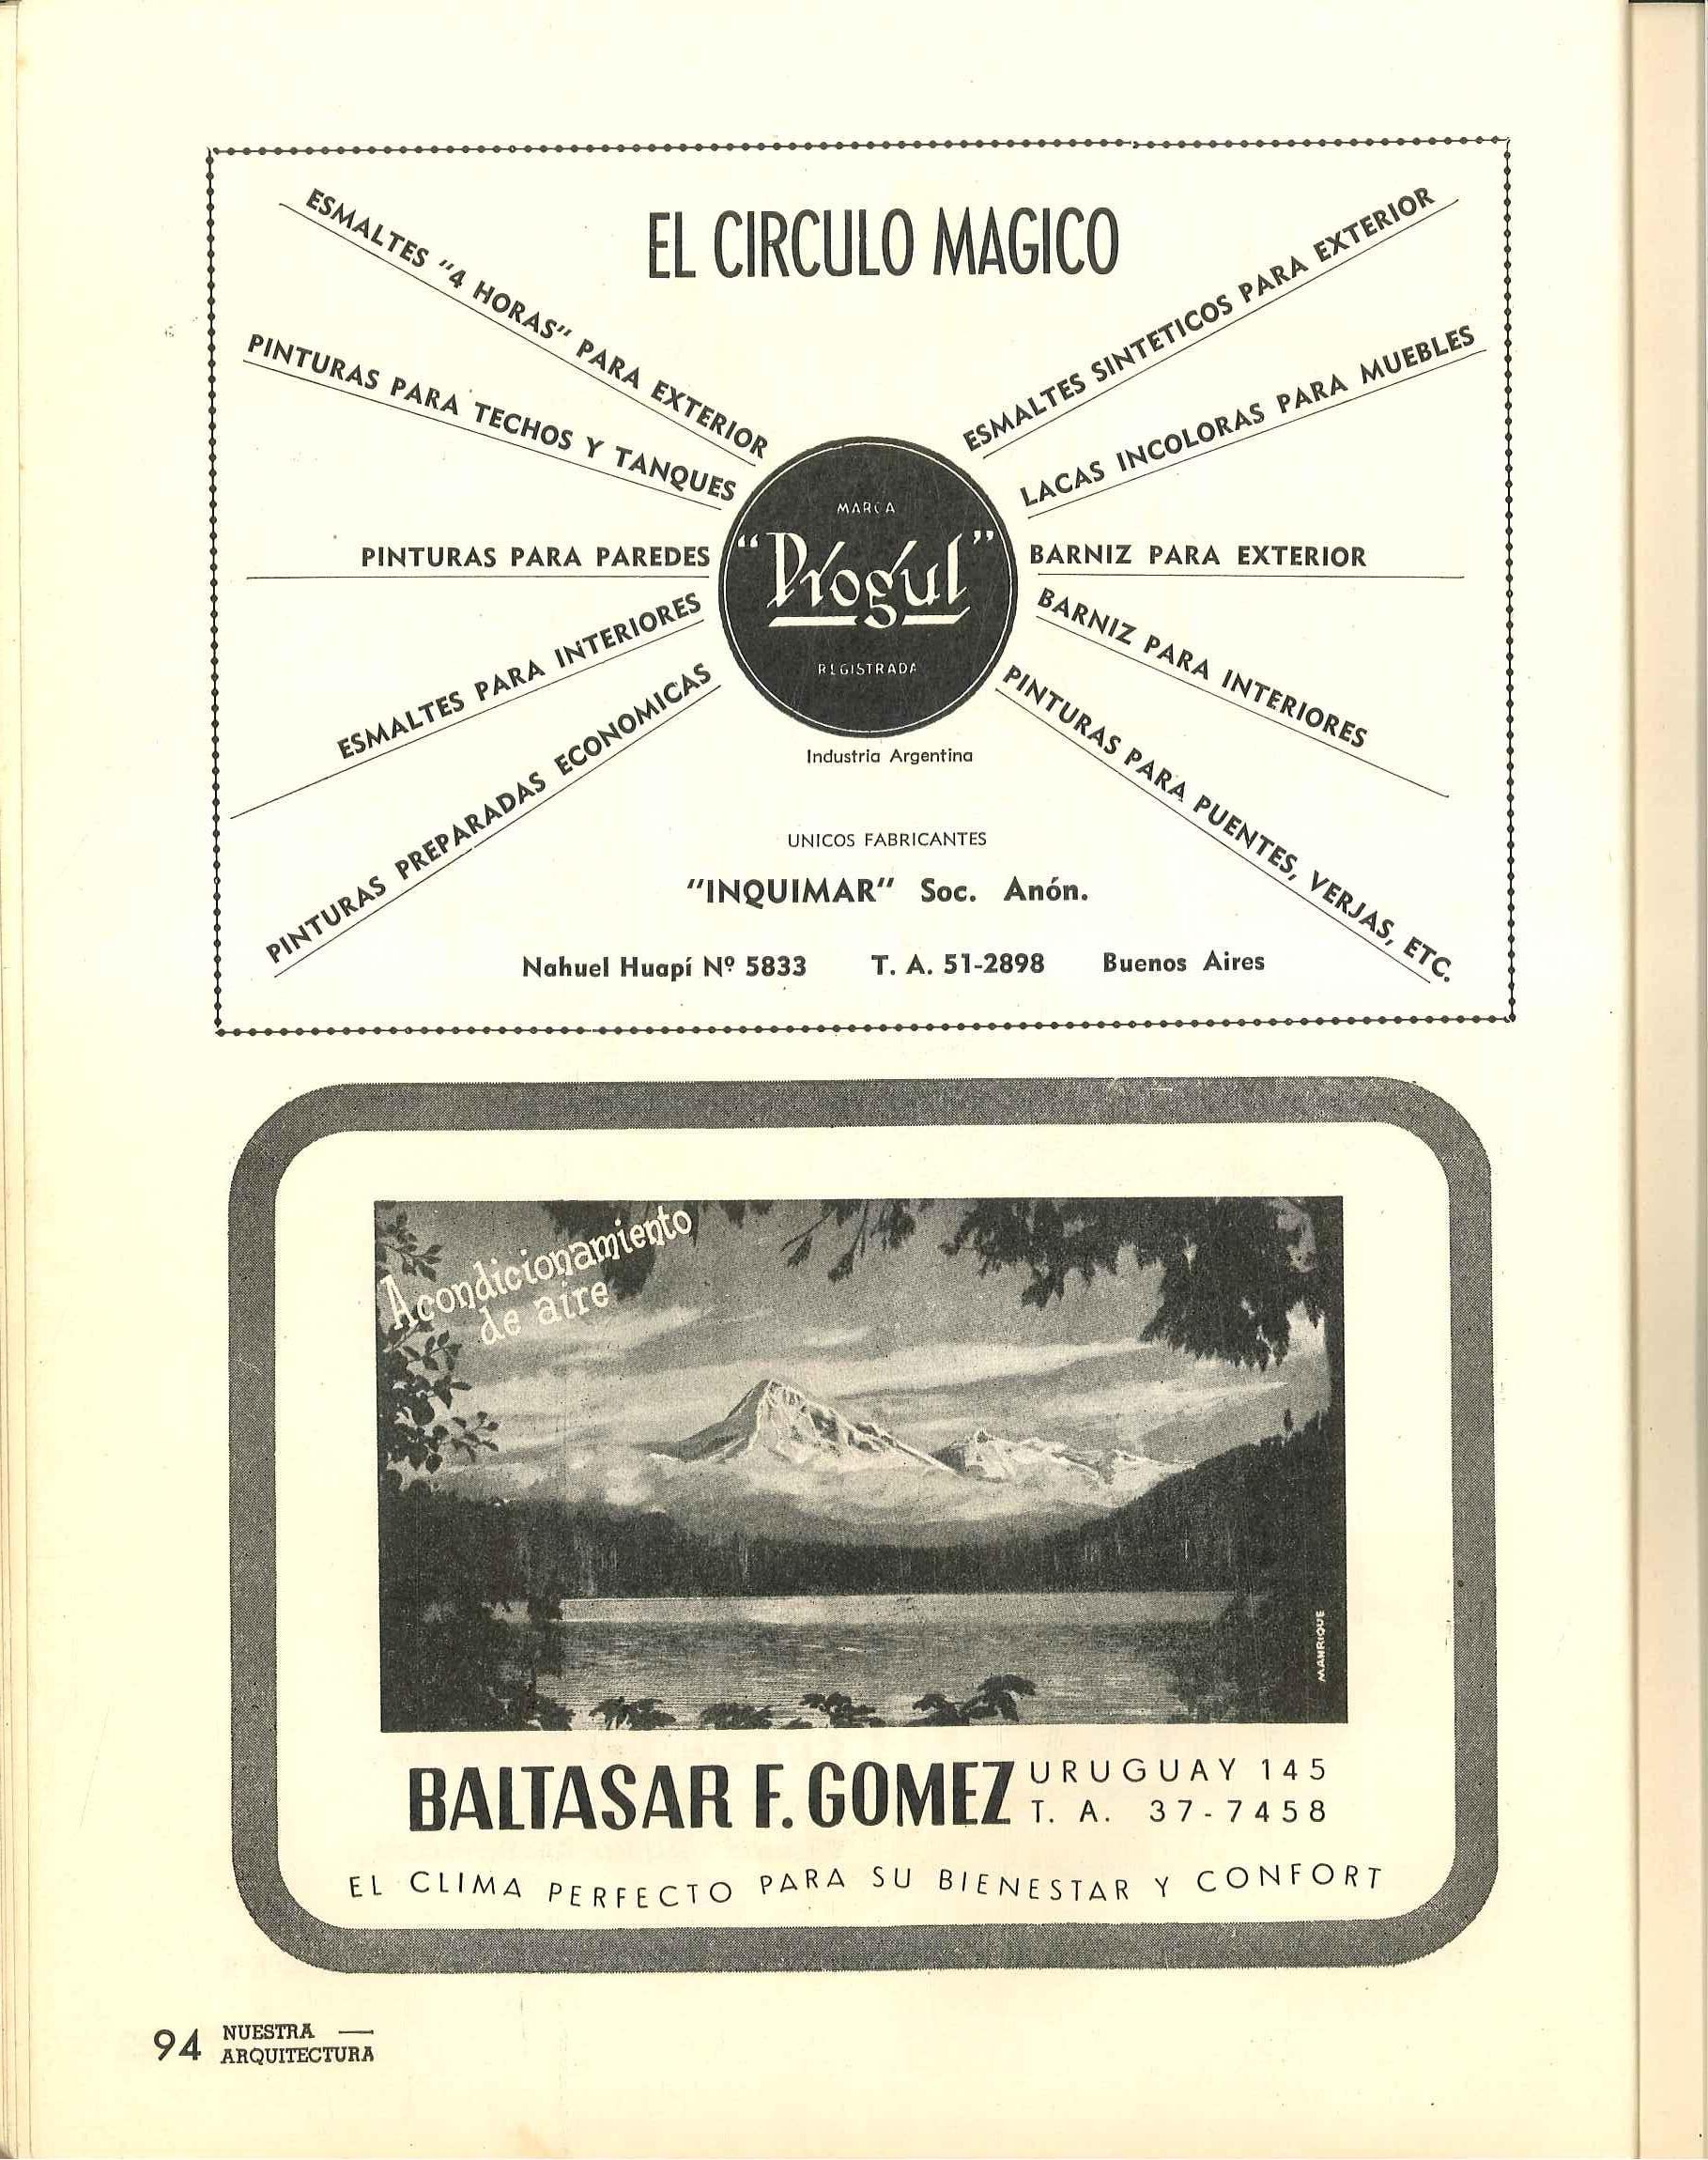 EL CIRCULO MAGICO
ESMALTES "4 HORAS" PARA EXTERIOR
PINTURAS PARA TECHOS Y TANQUES
PINTURAS PARA PAREDES
ESMALTES PARA INTERIORES
PINTURAS PREPARADAS ECONOMICAS
ESMALTES SINTETICOS PARA EXTERIOR
LACAS INCOLORAS PARA MUEBLES
BARNIZ PARA EXTERIOR
BARNIZ PARA INTERIORES
PINTURAS PARA PUENTES, VERJAS, ETC.
MARCA
"Progul"
REGISTRADA
Industria Argentina
UNICOS FABRICANTES
"INQUIMAR" Soc. Anón.
Nahuel Huapí Nº 5833 T. A. 51-2898 Buenos Aires
Acondicionamiento
de aire
MANRIQUE
BALTASAR F. GOMEZ
URUGUAY 145
T. A. 37-7458
EL CLIMA PERFECTO PARA SU BIENESTAR Y CONFORT
94 NUESTRA —
ARQUITECTURA